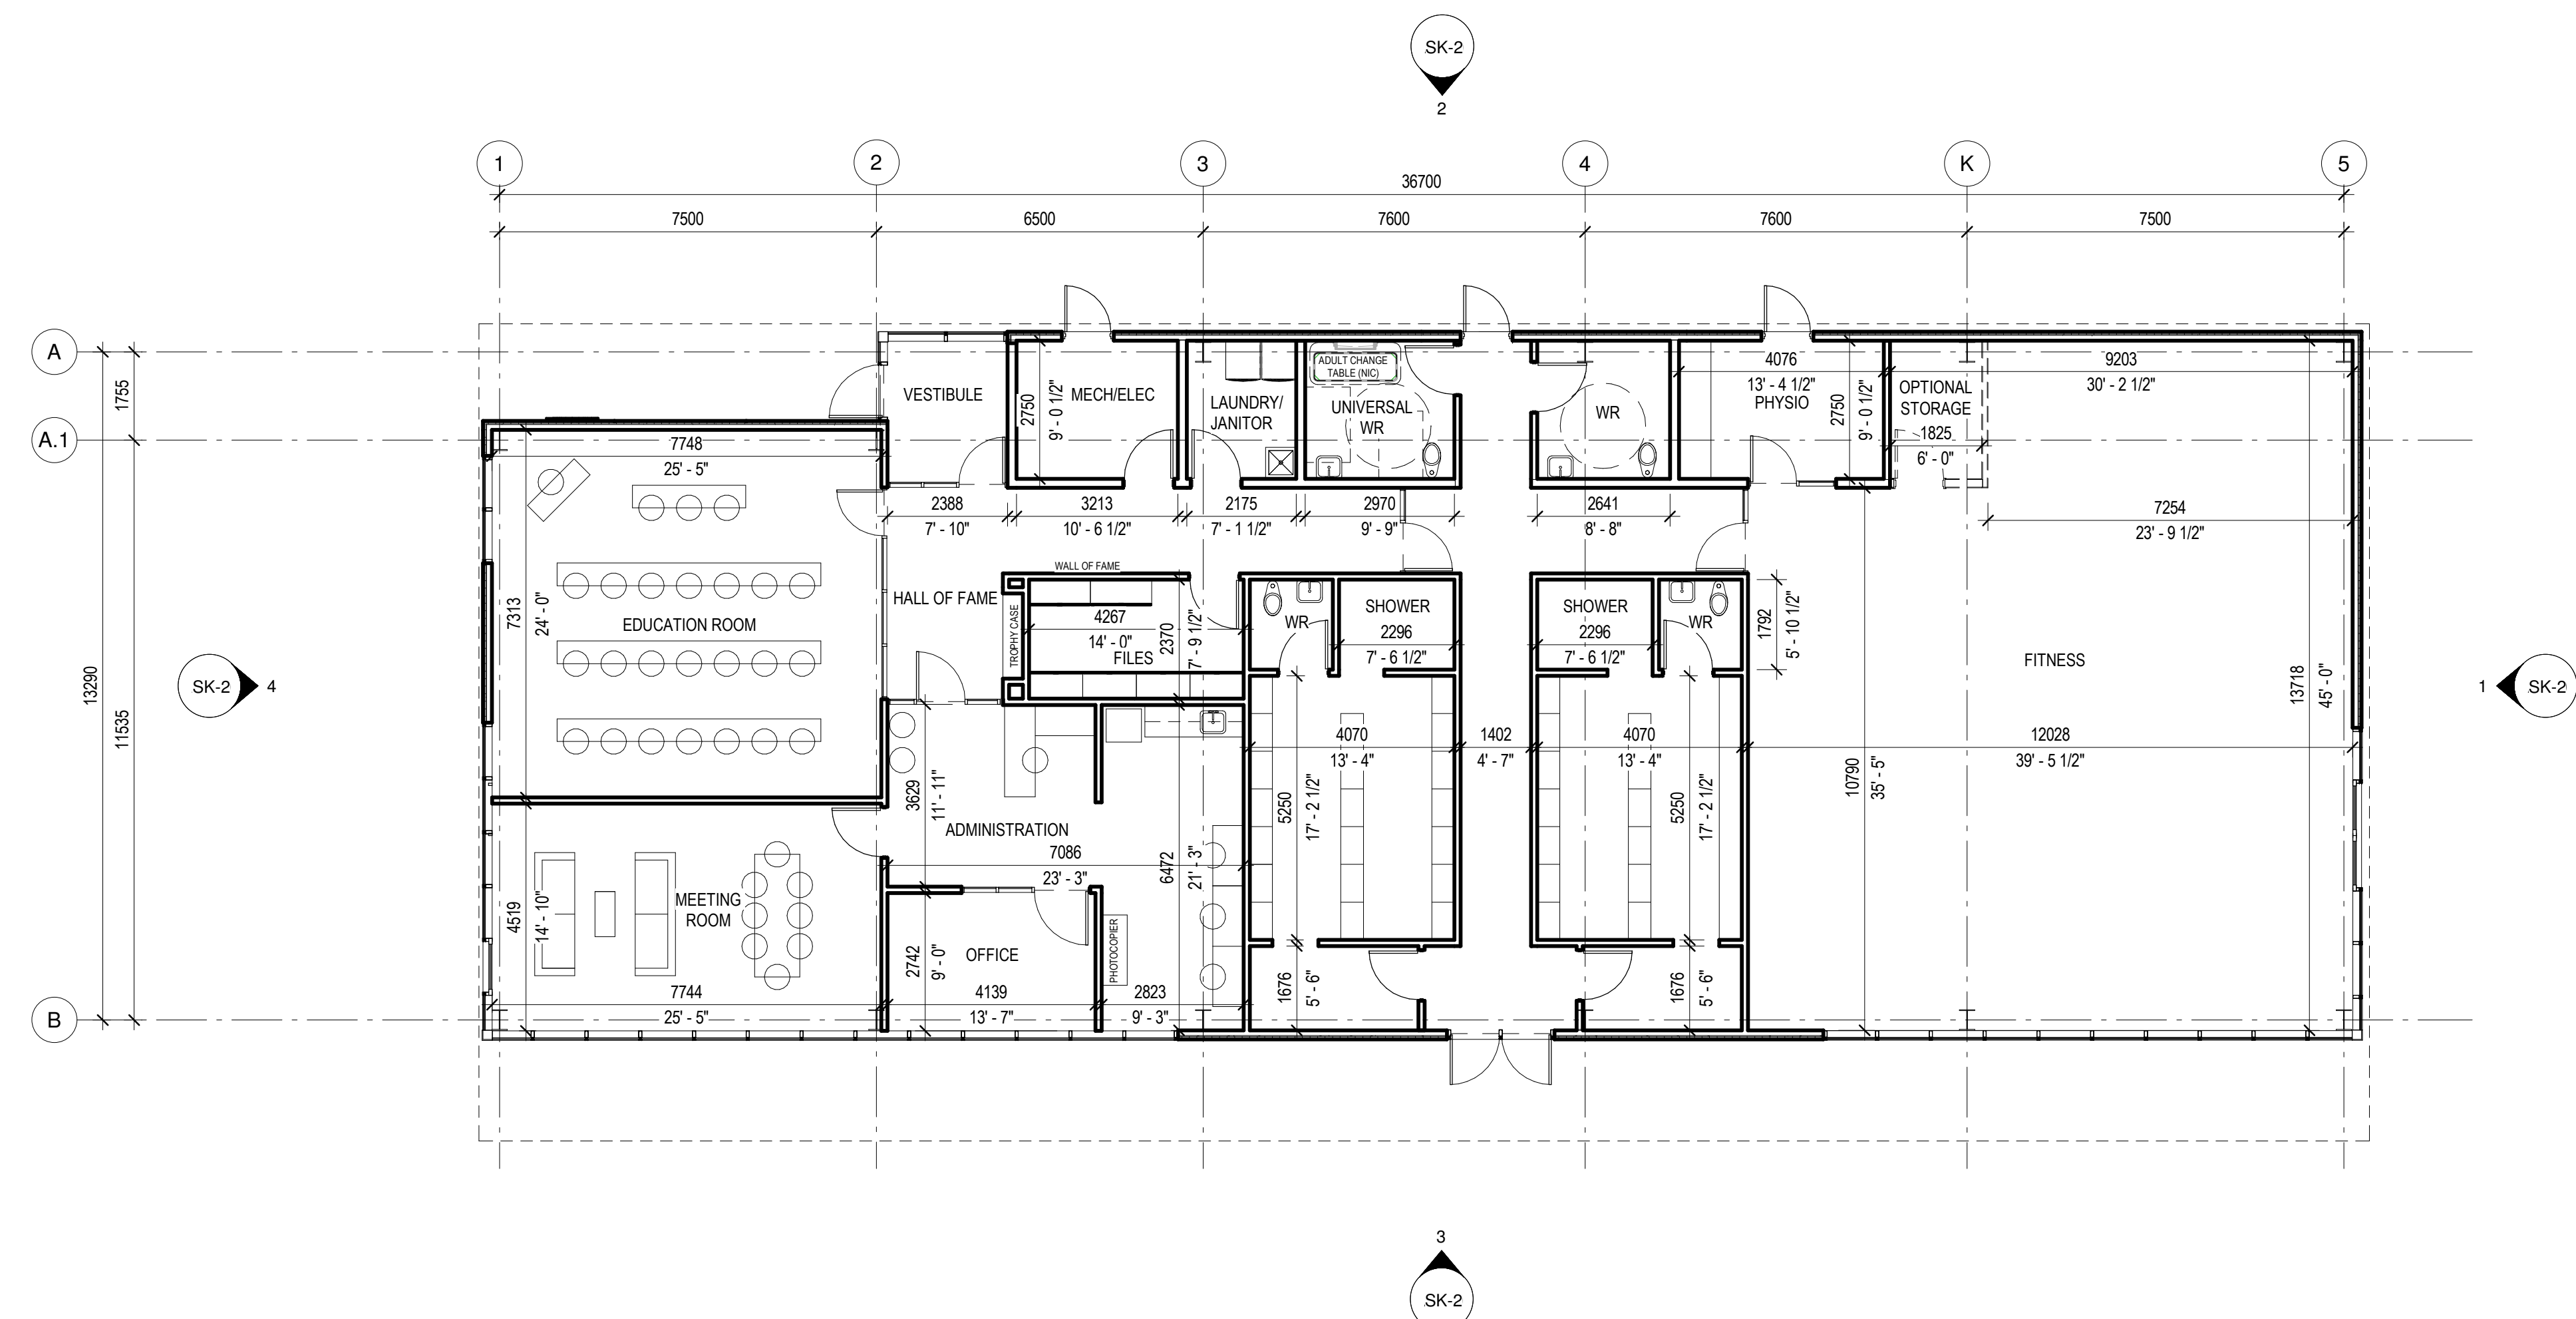 SK-2
2
1
2
3
4
K
5
36700
7500
6500
7600
7600
7500
A
A.1
B
1755
13290
11535
SK-2
4
1
SK-2
VESTIBULE
MECH/ELEC
2750
9' - 0 1/2"
LAUNDRY/
JANITOR
ADULT CHANGE
TABLE (NIC)
UNIVERSAL
WR
WR
4076
13' - 4 1/2"
PHYSIO
2750
9' - 0 1/2"
OPTIONAL
STORAGE
1825
6' - 0"
9203
30' - 2 1/2"
7748
25' - 5"
2388
7' - 10"
3213
10' - 6 1/2"
2175
7' - 1 1/2"
2970
9' - 9"
2641
8' - 8"
7254
23' - 9 1/2"
7313
24' - 0"
EDUCATION ROOM
HALL OF FAME
WALL OF FAME
TROPHY CASE
4267
14' - 0"
FILES
2370
7' - 9 1/2"
WR
SHOWER
2296
7' - 6 1/2"
SHOWER
2296
7' - 6 1/2"
WR
1792
5' - 10 1/2"
FITNESS
13718
45' - 0"
4070
13' - 4"
1402
4' - 7"
4070
13' - 4"
12028
39' - 5 1/2"
10790
35' - 5"
3629
11' - 11"
ADMINISTRATION
7086
23' - 3"
6472
21' - 3"
5250
17' - 2 1/2"
5250
17' - 2 1/2"
4519
14' - 10"
MEETING
ROOM
2742
9' - 0"
OFFICE
PHOTOCOPIER
7744
25' - 5"
4139
13' - 7"
2823
9' - 3"
1676
5' - 6"
1676
5' - 6"
3
SK-2